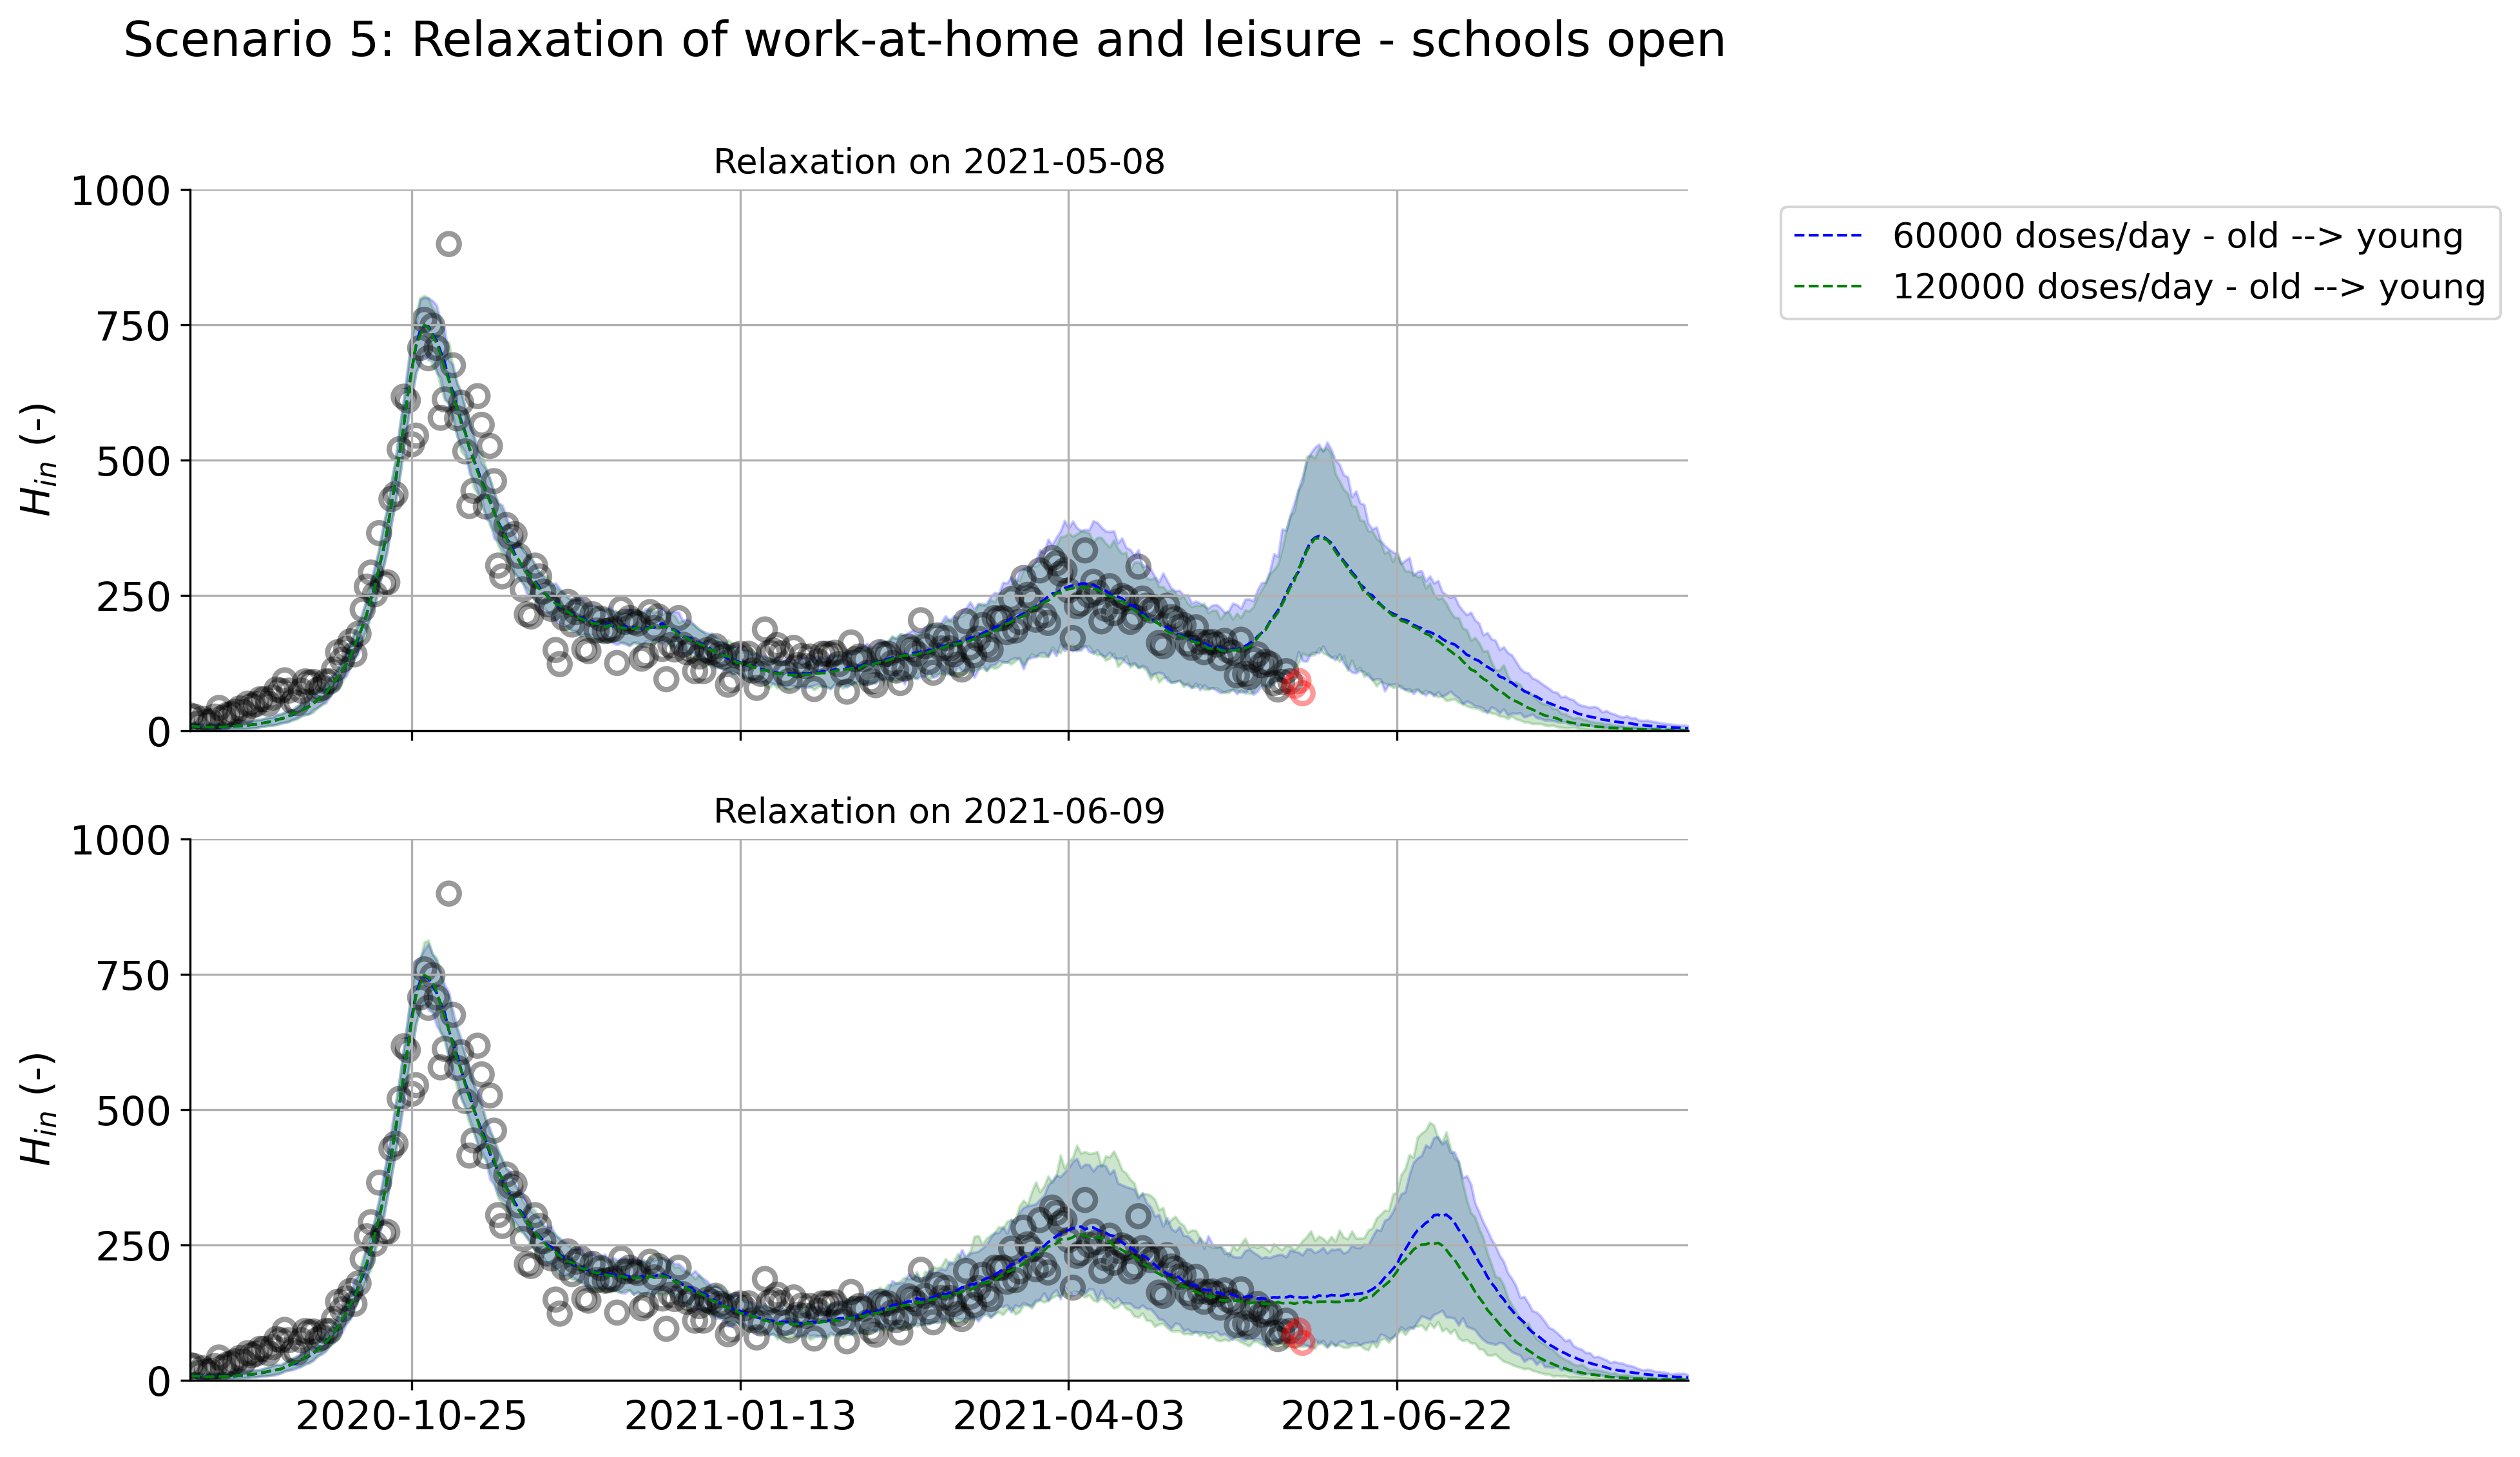 Scenario 5: Relaxation of work-at-home and leisure - schools open
Relaxation on 2021-05-08
1000
750
500
250
0
H_in (-)
60000 doses/day - old --> young
120000 doses/day - old --> young
Relaxation on 2021-06-09
1000
750
500
250
0
H_in (-)
2020-10-25
2021-01-13
2021-04-03
2021-06-22